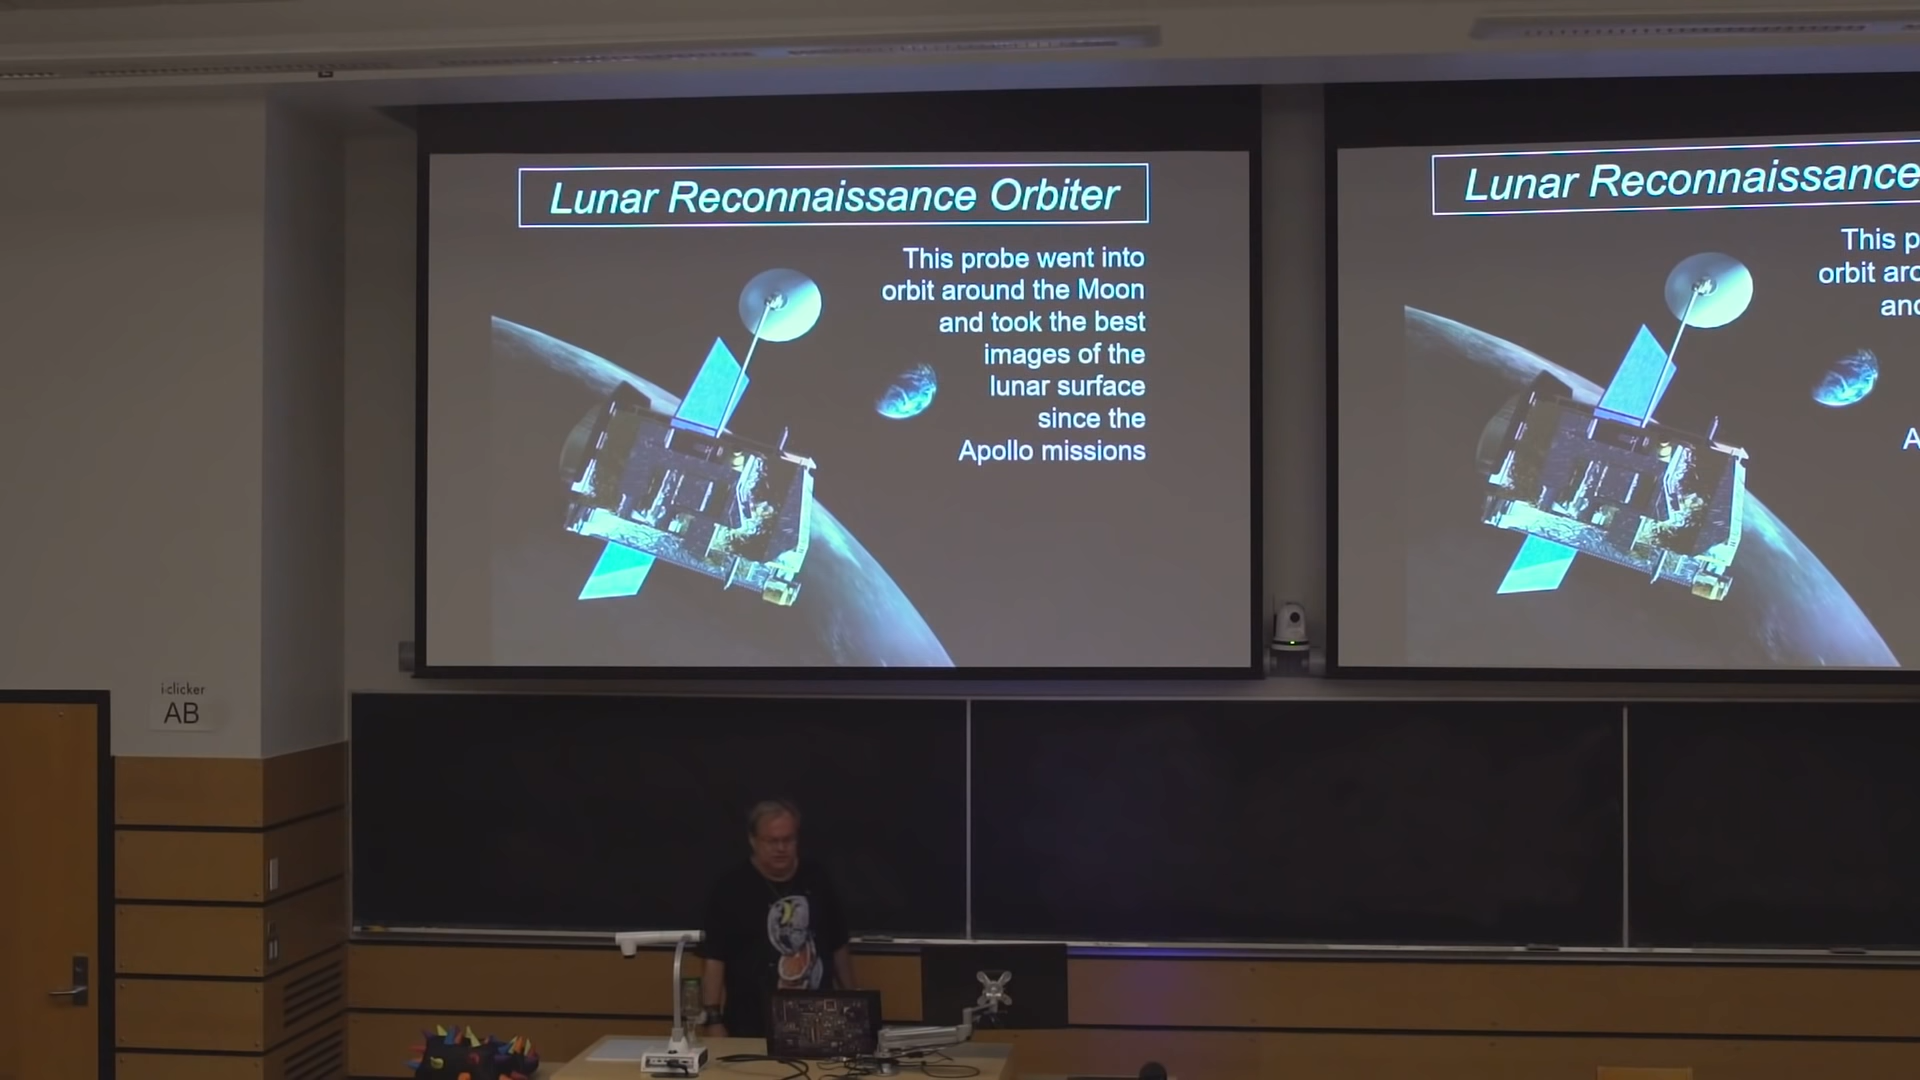 Lunar Reconnaissance Orbiter
This probe went into
orbit around the Moon
and took the best
images of the
lunar surface
since the
Apollo missions
Lunar Reconnaissance
This p
orbit aro
and
A
i·clicker
AB